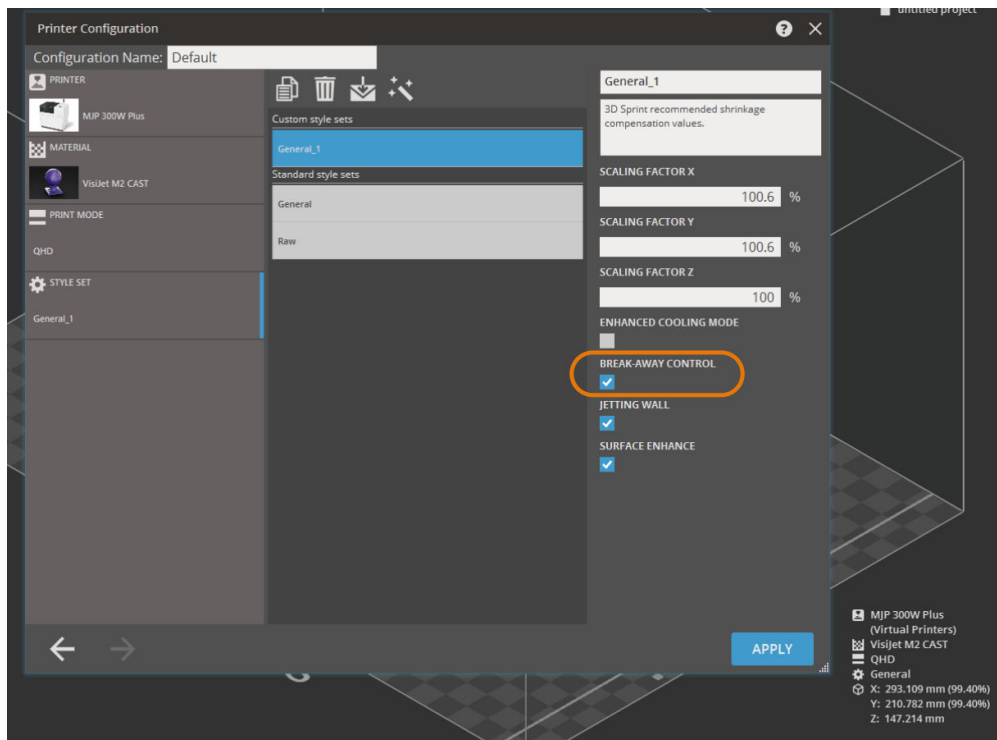 untitled project
Printer Configuration
?
Configuration Name: Default
PRINTER
MJP 300W Plus
MATERIAL
VisiJet M2 CAST
PRINT MODE
QHD
STYLE SET
General_1
Custom style sets
General_1
Standard style sets
General
Raw
General_1
3D Sprint recommended shrinkage
compensation values.
SCALING FACTOR X
100.6 %
SCALING FACTOR Y
100.6 %
SCALING FACTOR Z
100 %
ENHANCED COOLING MODE
BREAK-AWAY CONTROL
JETTING WALL
SURFACE ENHANCE
APPLY
MJP 300W Plus
(Virtual Printers)
VisiJet M2 CAST
QHD
General
X: 293.109 mm (99.40%)
Y: 210.782 mm (99.40%)
Z: 147.214 mm